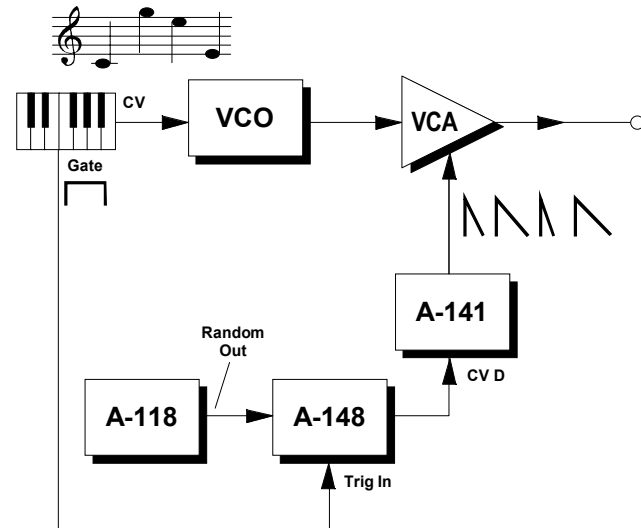 CV
VCO
VCA
Gate
A-141
Random
Out
CV D
A-118
A-148
Trig In